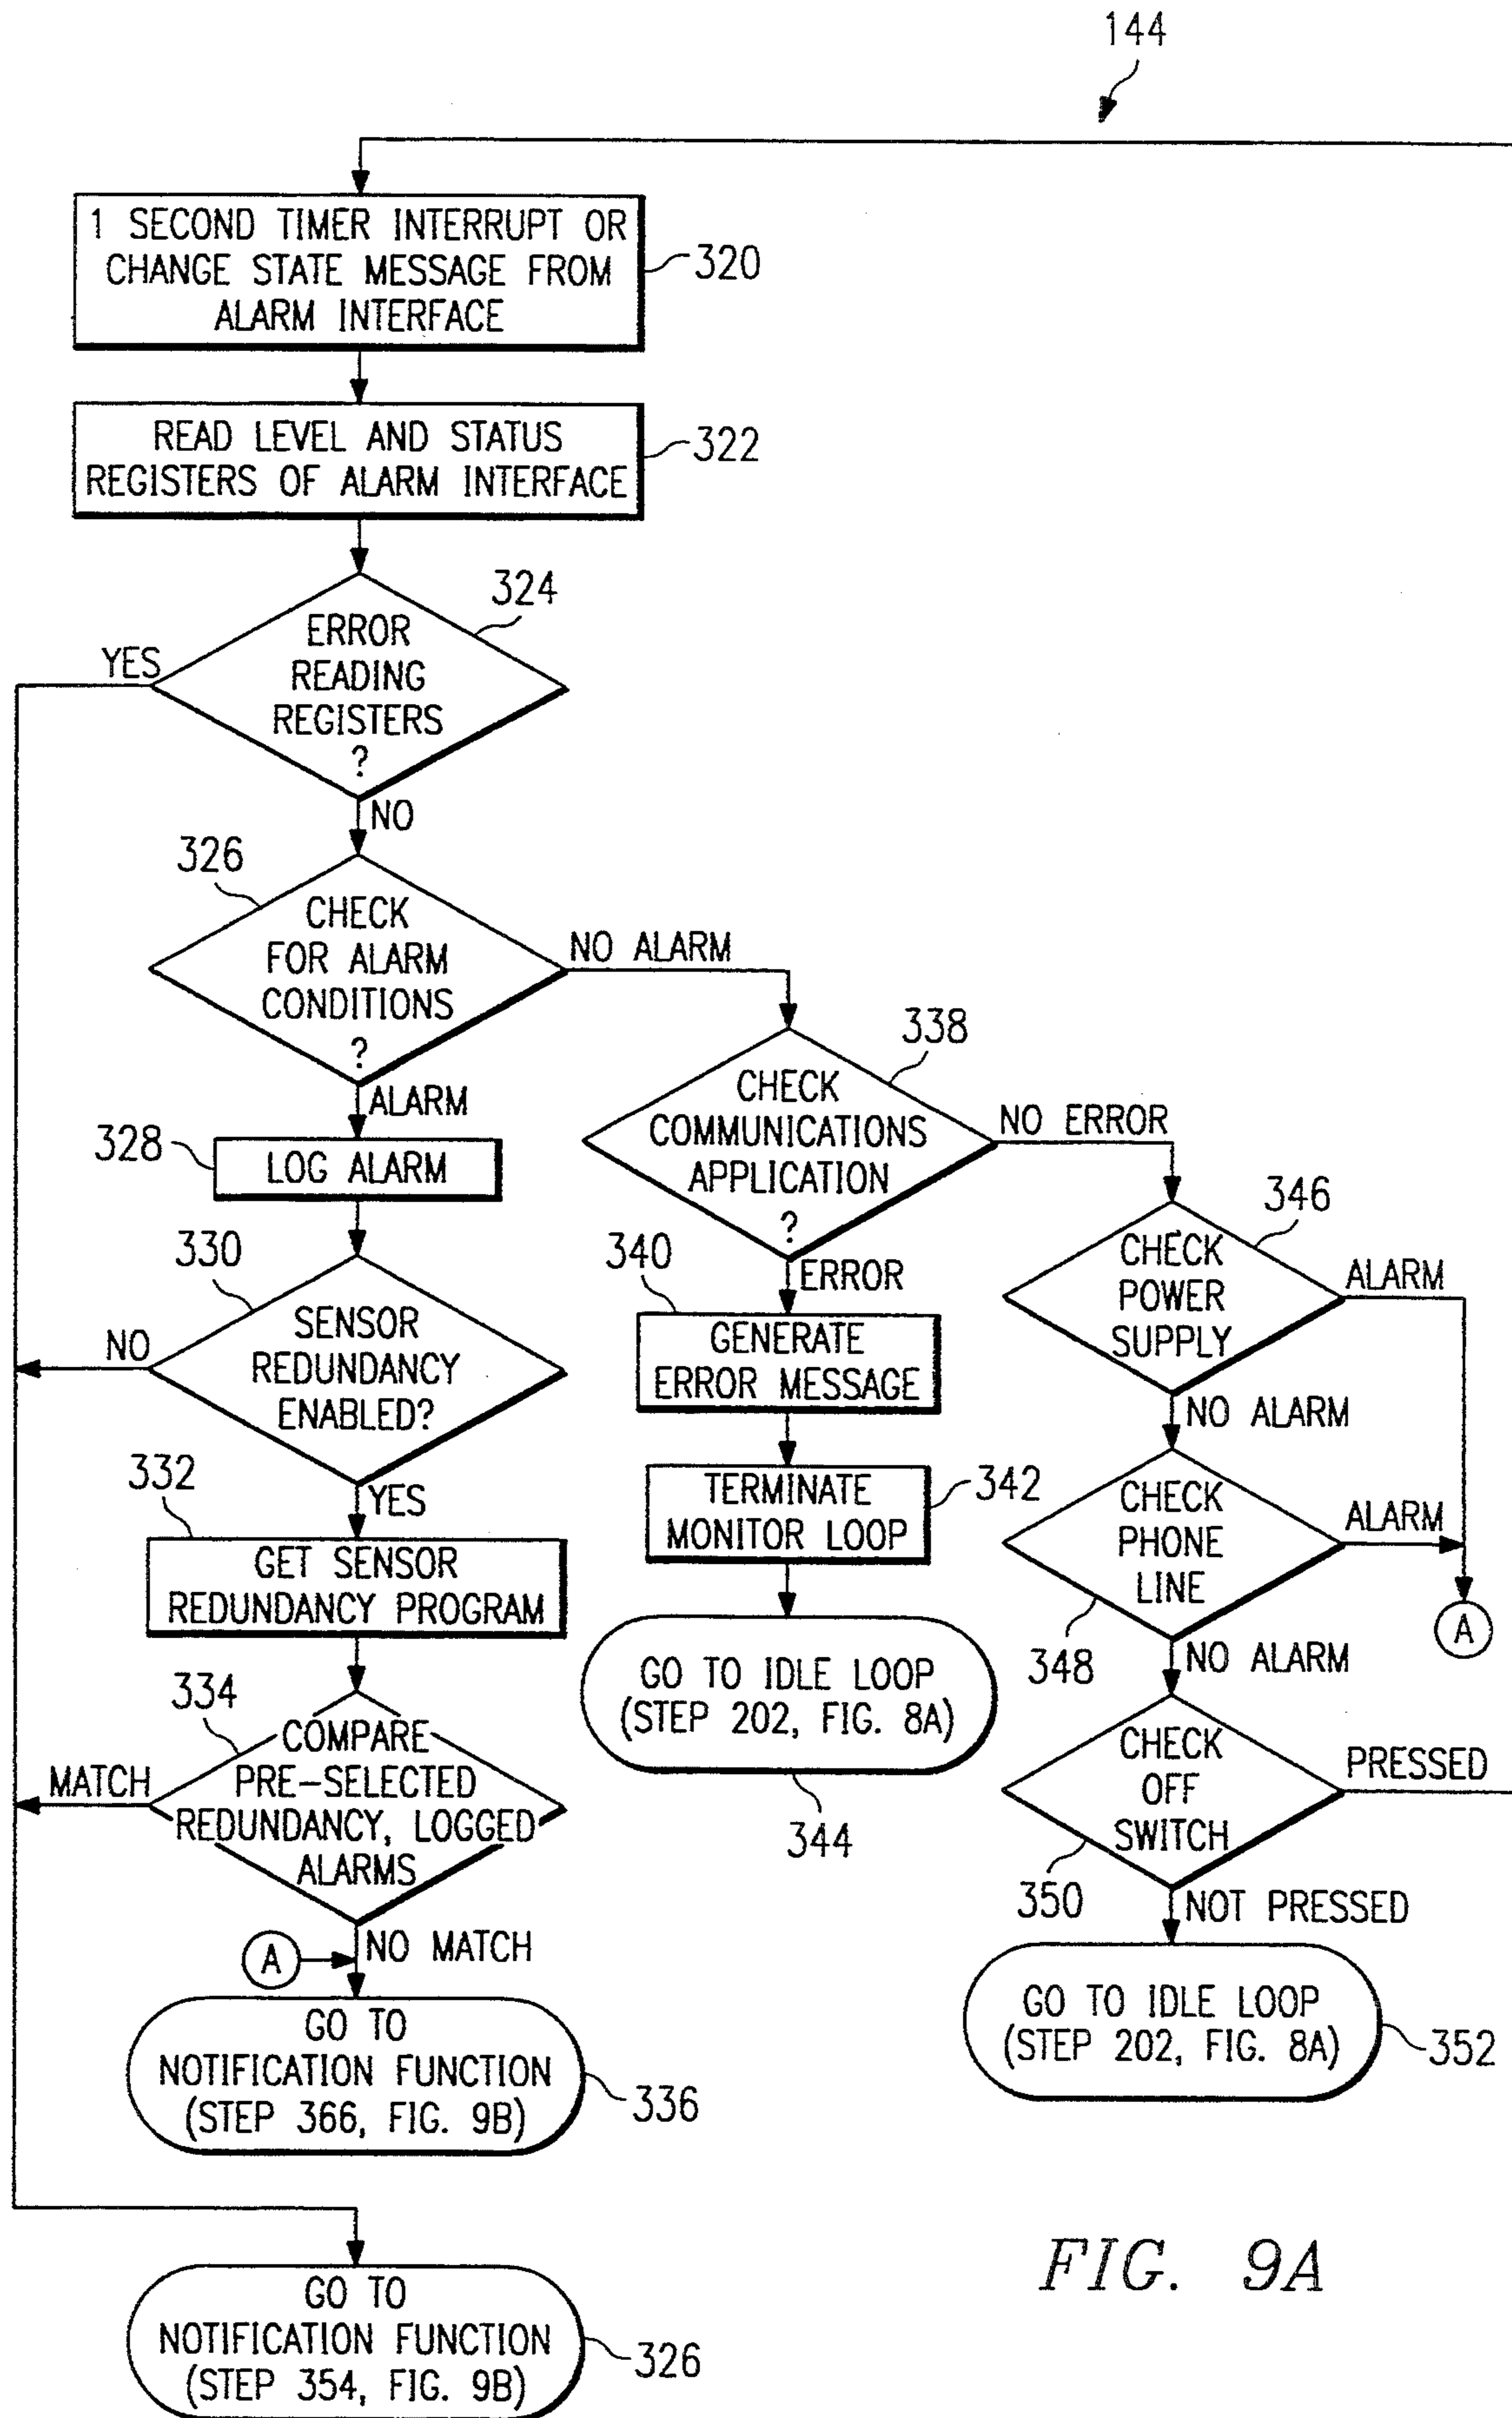 144
1 SECOND TIMER INTERRUPT OR
CHANGE STATE MESSAGE FROM
ALARM INTERFACE
320
READ LEVEL AND STATUS
REGISTERS OF ALARM INTERFACE
322
324
ERROR
READING
REGISTERS
?
YES
NO
326
CHECK
FOR ALARM
CONDITIONS
?
NO ALARM
ALARM
328
LOG ALARM
330
SENSOR
REDUNDANCY
ENABLED?
NO
YES
332
GET SENSOR
REDUNDANCY PROGRAM
334
COMPARE
PRE-SELECTED
REDUNDANCY, LOGGED
ALARMS
MATCH
NO MATCH
A
GO TO
NOTIFICATION FUNCTION
(STEP 366, FIG. 9B)
336
GO TO
NOTIFICATION FUNCTION
(STEP 354, FIG. 9B)
326
338
CHECK
COMMUNICATIONS
APPLICATION
?
NO ERROR
ERROR
340
GENERATE
ERROR MESSAGE
TERMINATE
MONITOR LOOP
342
GO TO IDLE LOOP
(STEP 202, FIG. 8A)
344
346
CHECK
POWER
SUPPLY
ALARM
NO ALARM
CHECK
PHONE
LINE
348
ALARM
A
NO ALARM
CHECK
OFF
SWITCH
350
PRESSED
NOT PRESSED
GO TO IDLE LOOP
(STEP 202, FIG. 8A)
352
FIG. 9A